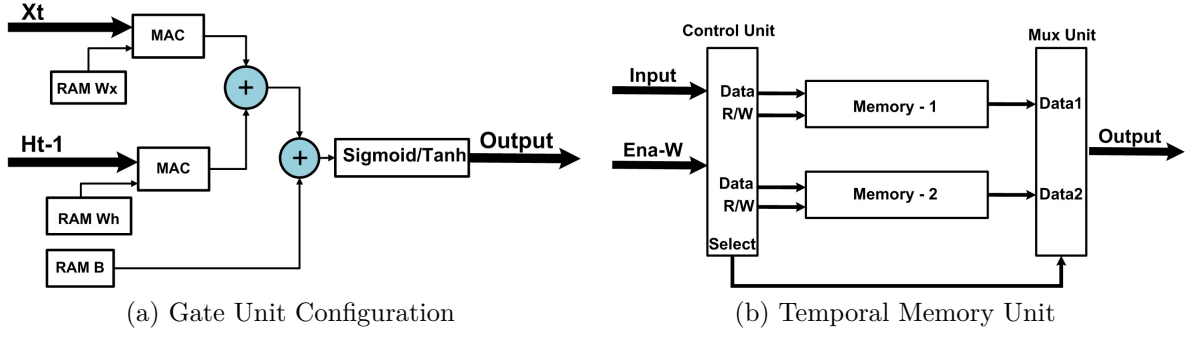 Xt
MAC
RAM Wx
+
Ht-1
MAC
+
Sigmoid/Tanh
Output
RAM Wh
RAM B
(a) Gate Unit Configuration
Control Unit
Mux Unit
Input
Data
R/W
Memory - 1
Data1
Ena-W
Output
Data
R/W
Memory - 2
Data2
Select
(b) Temporal Memory Unit